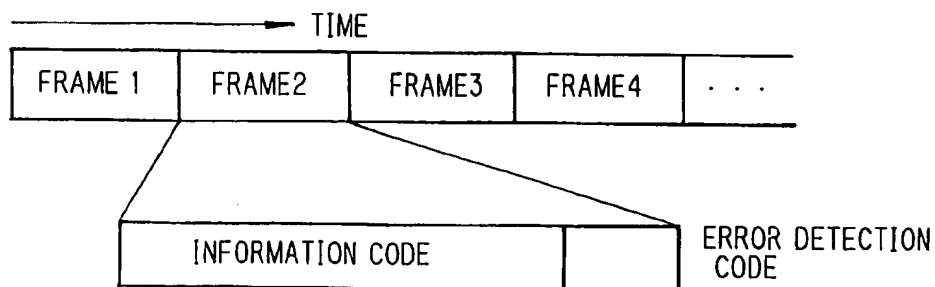 TIME
FRAME 1 FRAME2 FRAME3 FRAME4 . . .
INFORMATION CODE ERROR DETECTION
CODE